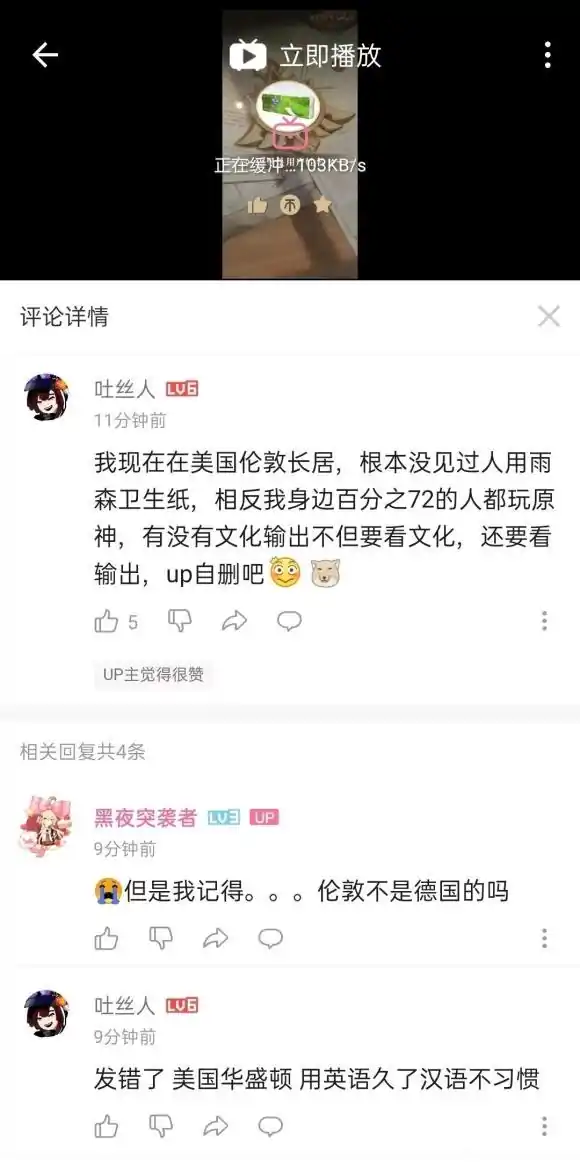 立即播放
正在缓冲...103KB/s
评论详情
吐丝人 LV6
11分钟前
我现在在美国伦敦长居，根本没见过人用雨
森卫生纸，相反我身边百分之72的人都玩原
神，有没有文化输出不但要看文化，还要看
输出，up自删吧
5
UP主觉得很赞
相关回复共4条
黑夜突袭者 LV3 UP
9分钟前
但是我记得。。。伦敦不是德国的吗
吐丝人 LV6
9分钟前
发错了 美国华盛顿 用英语久了汉语不习惯